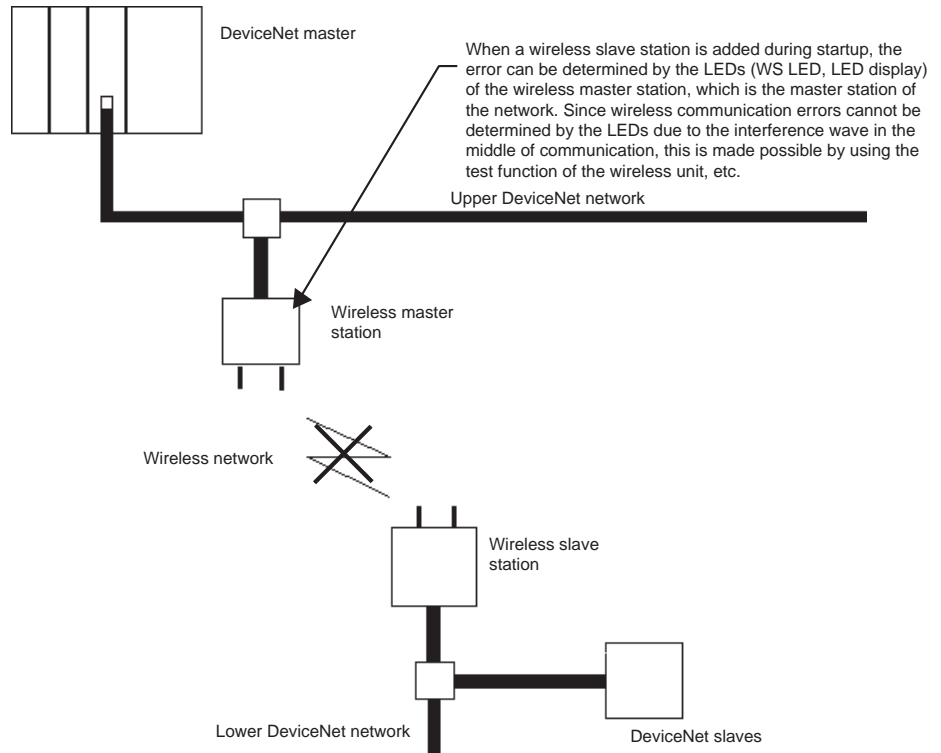 DeviceNet master
When a wireless slave station is added during startup, the
error can be determined by the LEDs (WS LED, LED display)
of the wireless master station, which is the master station of
the network. Since wireless communication errors cannot be
determined by the LEDs due to the interference wave in the
middle of communication, this is made possible by using the
test function of the wireless unit, etc.
Upper DeviceNet network
Wireless master
station
Wireless network
Wireless slave
station
Lower DeviceNet network
DeviceNet slaves